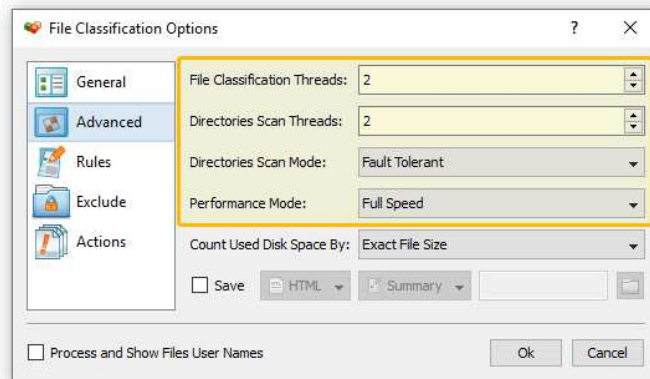 File Classification Options ?
General
Advanced
Rules
Exclude
Actions
File Classification Threads: 2
Directories Scan Threads: 2
Directories Scan Mode: Fault Tolerant
Performance Mode: Full Speed
Count Used Disk Space By: Exact File Size
Save HTML Summary
Process and Show Files User Names Ok Cancel